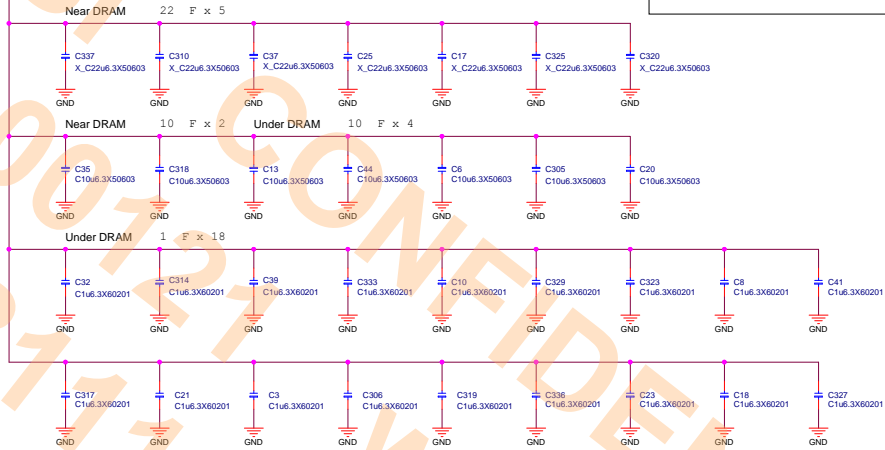 Near DRAM 22 F x 5
C337 C310 C37 C25 C17 C325 C320
X_C22u6.3X50603 X_C22u6.3X50603 X_C22u6.3X50603 X_C22u6.3X50603 X_C22u6.3X50603 X_C22u6.3X50603 X_C22u6.3X50603
GND GND GND GND GND GND GND
Near DRAM 10 F x 2 Under DRAM 10 F x 4
C35 C318 C13 C44 C6 C305 C20
C10u6.3X50603 C10u6.3X50603 C10u6.3X50603 C10u6.3X50603 C10u6.3X50603 C10u6.3X50603 C10u6.3X50603
GND GND GND GND GND GND GND
Under DRAM 1 F x 18
C32 C314 C39 C333 C10 C329 C323 C8 C41
C1u6.3X60201 C1u6.3X60201 C1u6.3X60201 C1u6.3X60201 C1u6.3X60201 C1u6.3X60201 C1u6.3X60201 C1u6.3X60201 C1u6.3X60201
GND GND GND GND GND GND GND GND GND
C317 C21 C3 C306 C319 C336 C23 C18 C327
C1u6.3X60201 C1u6.3X60201 C1u6.3X60201 C1u6.3X60201 C1u6.3X60201 C1u6.3X60201 C1u6.3X60201 C1u6.3X60201 C1u6.3X60201
GND GND GND GND GND GND GND GND GND